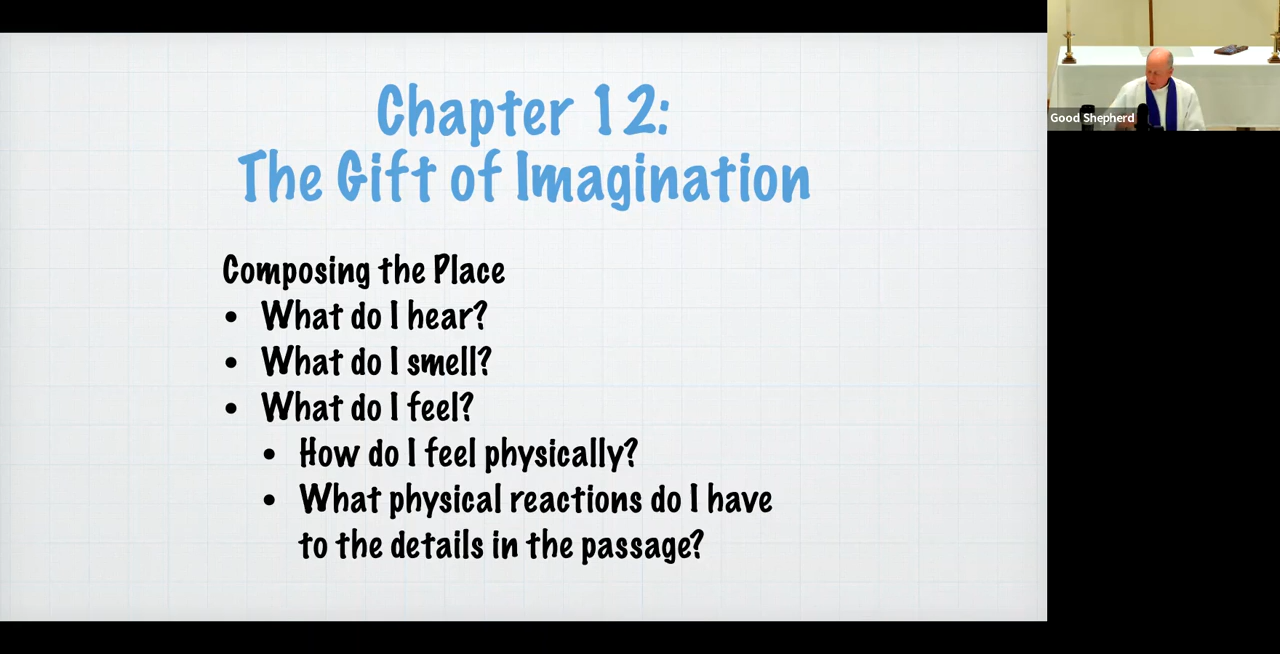 Chapter 12:
The Gift of Imagination
Composing the Place
• What do I hear?
• What do I smell?
• What do I feel?
• How do I feel physically?
• What physical reactions do I have
to the details in the passage?
Good Shepherd